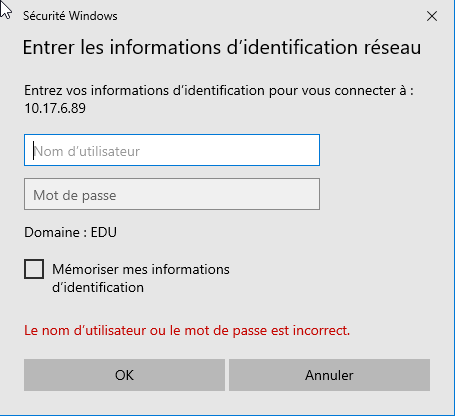 Sécurité Windows
Entrer les informations d’identification réseau
Entrez vos informations d’identification pour vous connecter à :
10.17.6.89
Nom d’utilisateur
Mot de passe
Domaine : EDU
Mémoriser mes informations
d’identification
Le nom d’utilisateur ou le mot de passe est incorrect.
OK
Annuler